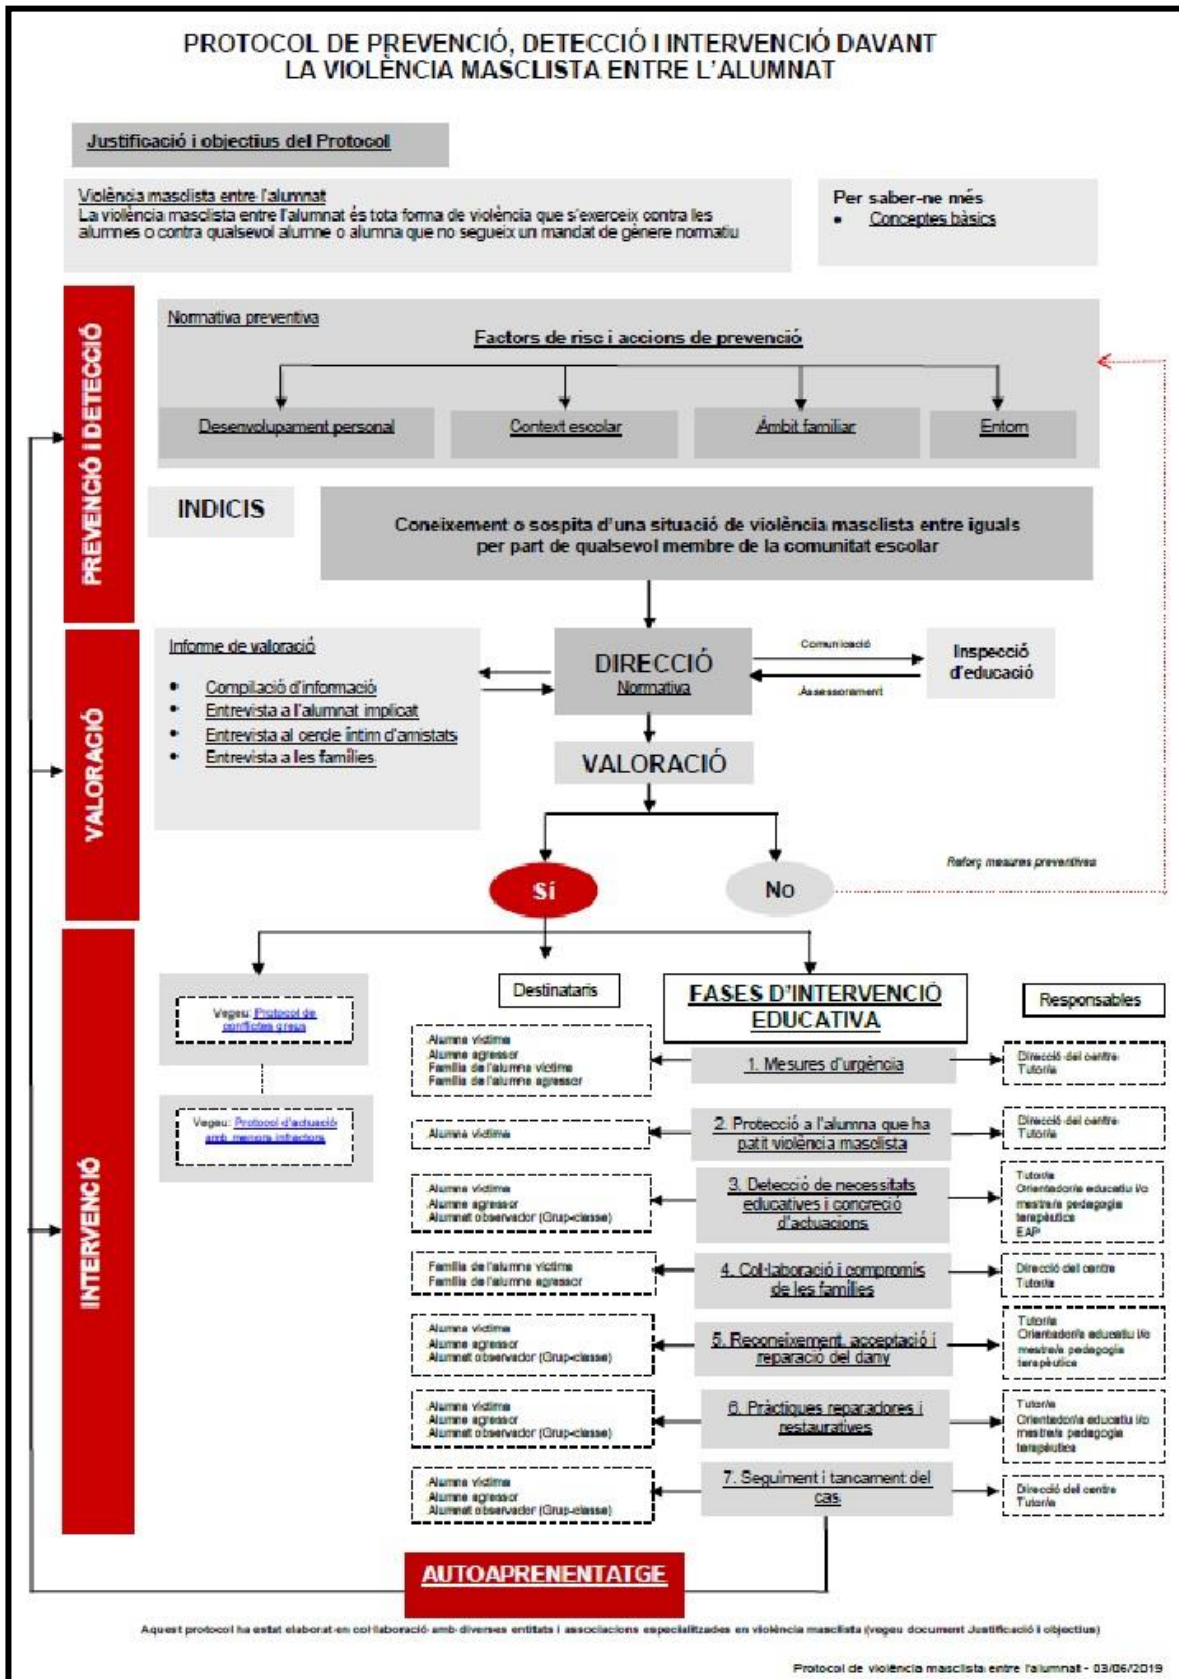 PROTOCOL DE PREVENCIÓ, DETECCIÓ I INTERVENCIÓ DAVANT
LA VIOLÈNCIA MASCLISTA ENTRE L'ALUMNAT
Justificació i objectius del Protocol
Violència masclista entre l'alumnat
La violència masclista entre l'alumnat és tota forma de violència que s'exerceix contra les
alumnes o contra qualsevol alumne o alumna que no segueix un mandat de gènere normatiu
Per saber-ne més
• Conceptes bàsics
PREVENCIÓ I DETECCIÓ
Normativa preventiva
Factors de risc i accions de prevenció
Desenvolupament personal
Context escolar
Àmbit familiar
Entorn
INDICIS
Coneixement o sospita d'una situació de violència masclista entre iguals
per part de qualsevol membre de la comunitat escolar
VALORACIÓ
Informe de valoració
• Compilació d'informació
• Entrevista a l'alumnat implicat
• Entrevista al cercle íntim d'amistats
• Entrevista a les famílies
DIRECCIÓ
Normativa
Comunicació
Assessorament
Inspecció
d'educació
VALORACIÓ
Sí
No
Reforç mesures preventives
INTERVENCIÓ
Vegeu: Protocol de
conflictes greus
Vegeu: Protocol d'actuació
amb menors infractors
Destinataris
FASES D'INTERVENCIÓ
EDUCATIVA
Responsables
Alumna víctima
Alumne agressor
Família de l'alumna víctima
Família de l'alumne agressor
1. Mesures d'urgència
Direcció del centre
Tutor/a
Alumna víctima
2. Protecció a l'alumna que ha
patit violència masclista
Direcció del centre
Tutor/a
Alumna víctima
Alumne agressor
Alumnat observador (Grup-classe)
3. Detecció de necessitats
educatives i concreció
d'actuacions
Tutor/a
Orientador/a educatiu i/o
mestre/a pedagogia
terapèutica
EAP
Família de l'alumna víctima
Família de l'alumne agressor
4. Col·laboració i compromís
de les famílies
Direcció del centre
Tutor/a
Alumna víctima
Alumne agressor
Alumnat observador (Grup-classe)
5. Reconeixement, acceptació i
reparació del dany
Tutor/a
Orientador/a educatiu i/o
mestre/a pedagogia
terapèutica
Alumna víctima
Alumne agressor
Alumnat observador (Grup-classe)
6. Pràctiques reparadores i
restauratives
Tutor/a
Orientador/a educatiu i/o
mestre/a pedagogia
terapèutica
Alumna víctima
Alumne agressor
Alumnat observador (Grup-classe)
7. Seguiment i tancament del
cas
Direcció del centre
Tutor/a
AUTOAPRENENTATGE
Aquest protocol ha estat elaborat en col·laboració amb diverses entitats i associacions especialitzades en violència masclista (vegeu document Justificació i objectius)
Protocol de violència masclista entre l'alumnat - 03/06/2019